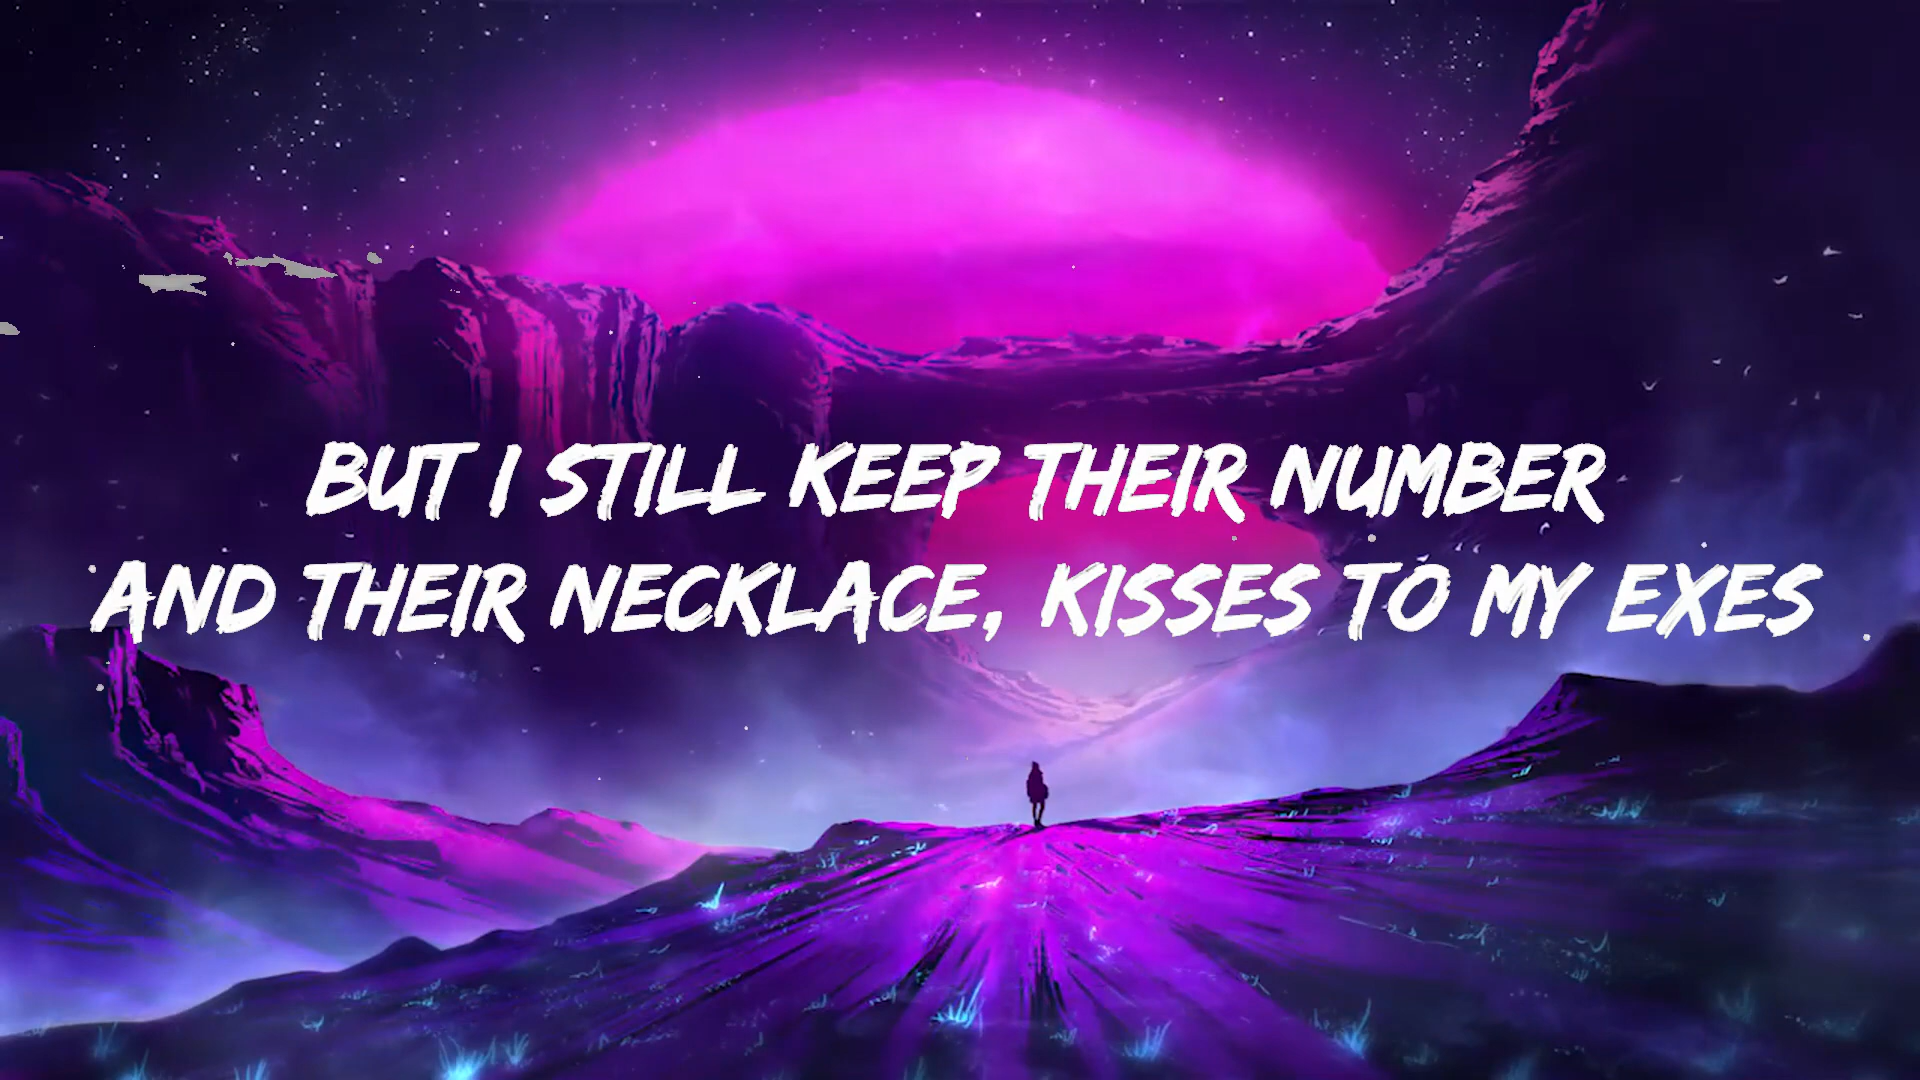 BUT I STILL KEEP THEIR NUMBER
AND THEIR NECKLACE, KISSES TO MY EXES